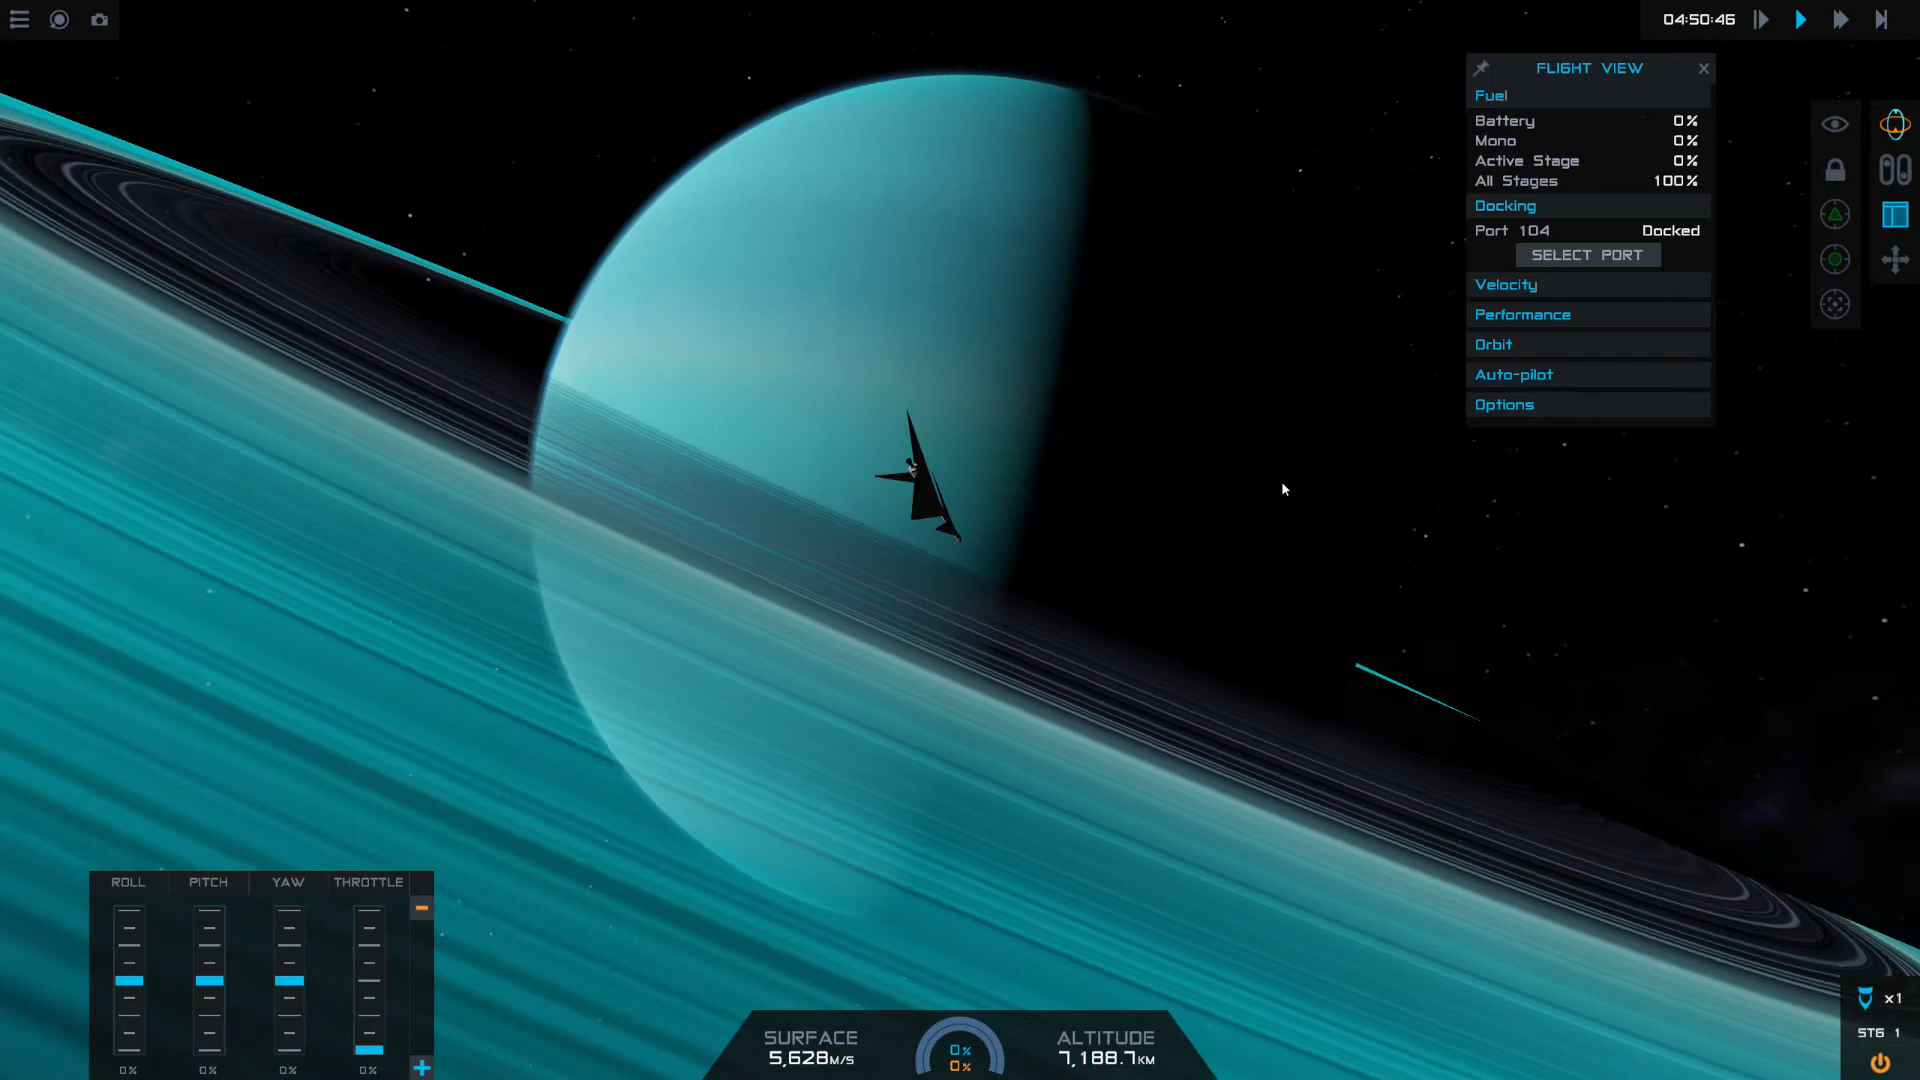 04:50:46
FLIGHT VIEW X
Fuel
Battery 0%
Mono 0%
Active Stage 0%
All Stages 100%
Docking
Port 104 Docked
SELECT PORT
Velocity
Performance
Orbit
Auto-pilot
Options
ROLL PITCH YAW THROTTLE
0% 0% 0% 0%
SURFACE
5,628M/S
0%
0%
ALTITUDE
7,188.7KM
x1
STG 1